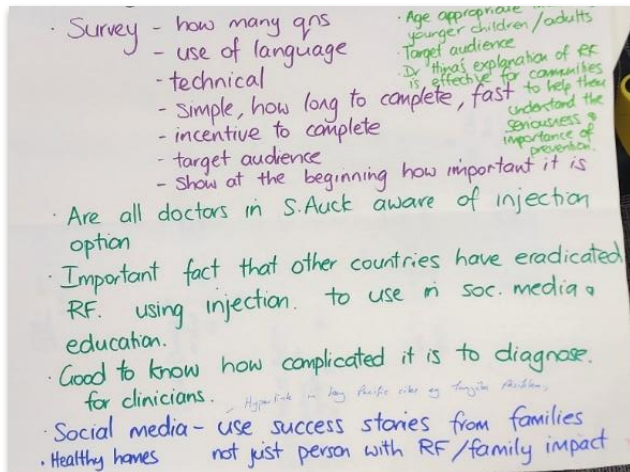 · Survey - how many qns
- use of language
- technical
- Simple, how long to complete, fast
- incentive to complete
- target audience
- Show at the beginning how important it is
· Age appropriate
younger children/adults
Target audience
· Dr Hina's explanation of RF
is effective for communities
to help them
understand the
seriousness &
importance of
prevention.
· Are all doctors in S.Auck aware of injection
option
· Important fact that other countries have eradicated
RF. using injection. to use in soc. media &
education.
· Good to know how complicated it is to diagnose.
for clinicians.
Hyperlink Pacific sites eg
· Social media - use success stories from families
not just person with RF/family impact
· Healthy homes